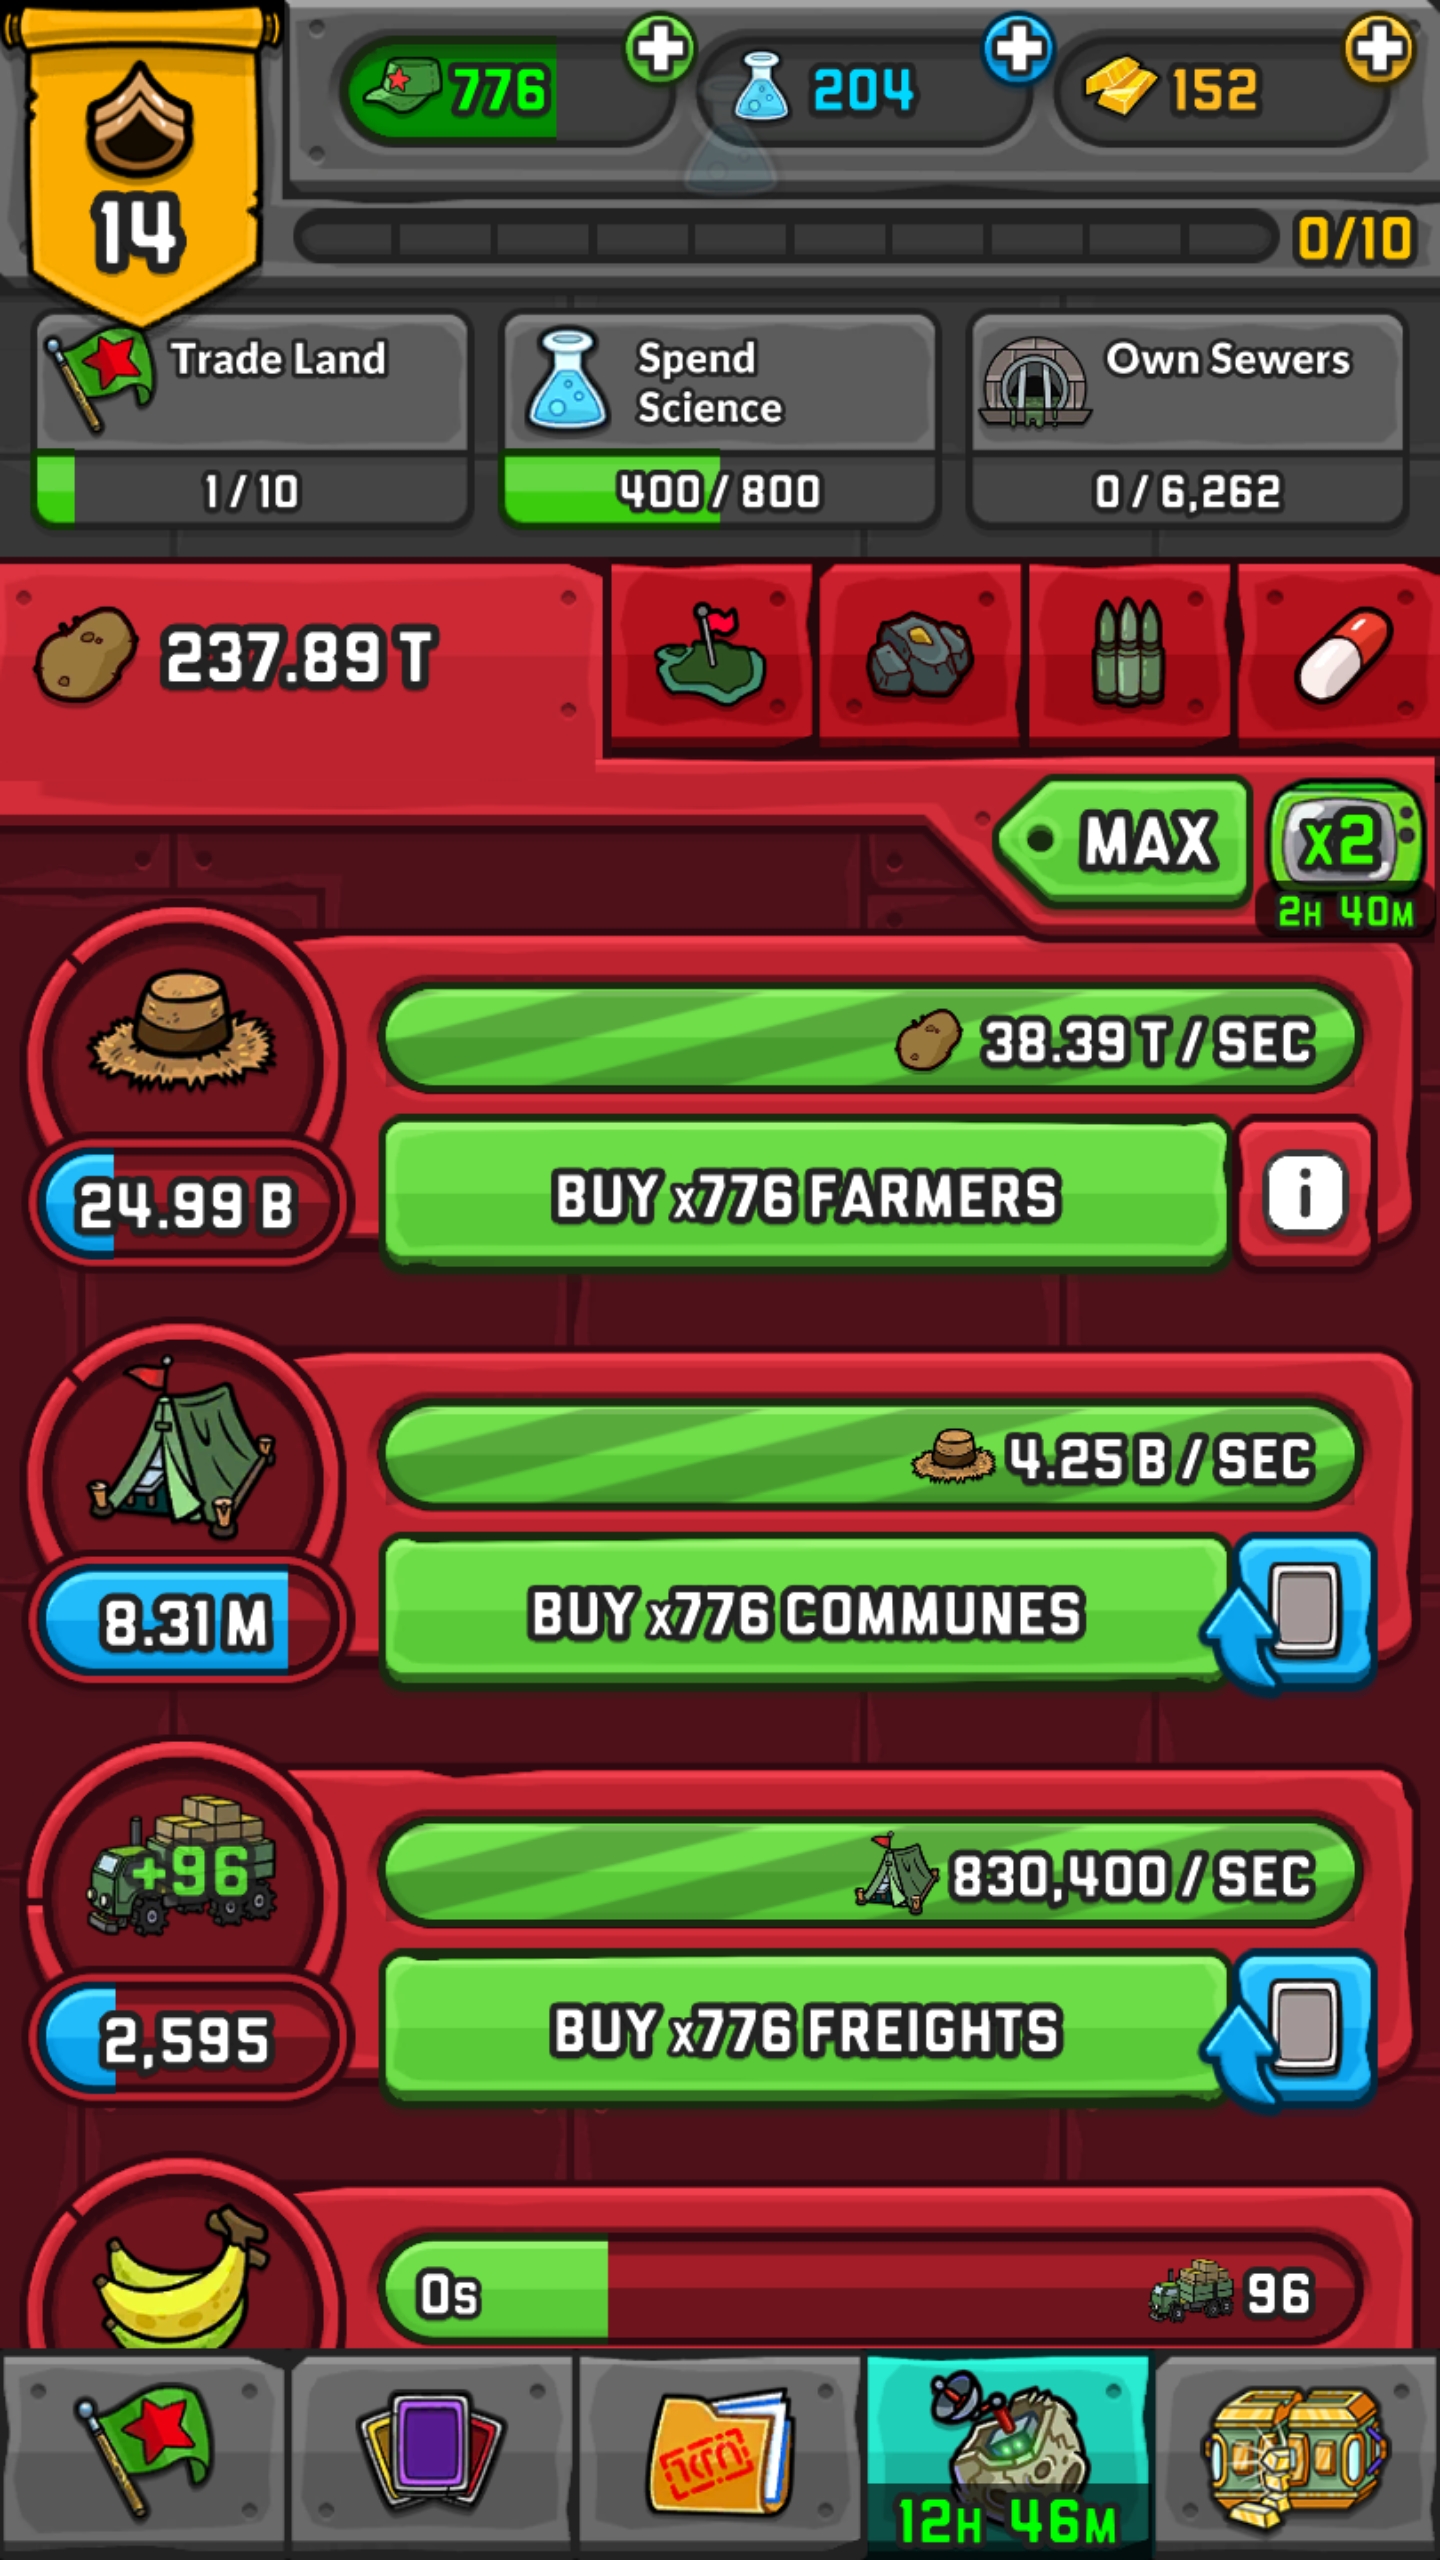 776
204
152
14
0/10
Trade Land
Spend
Science
Own Sewers
1/10
400/800
0/6,262
237.89 T
MAX
x2
2H 40M
38.39 T/SEC
24.99 B
BUY x776 FARMERS
i
4.25 B/SEC
8.31 M
BUY x776 COMMUNES
+96
830,400/SEC
2,595
BUY x776 FREIGHTS
0s
96
12H 46M